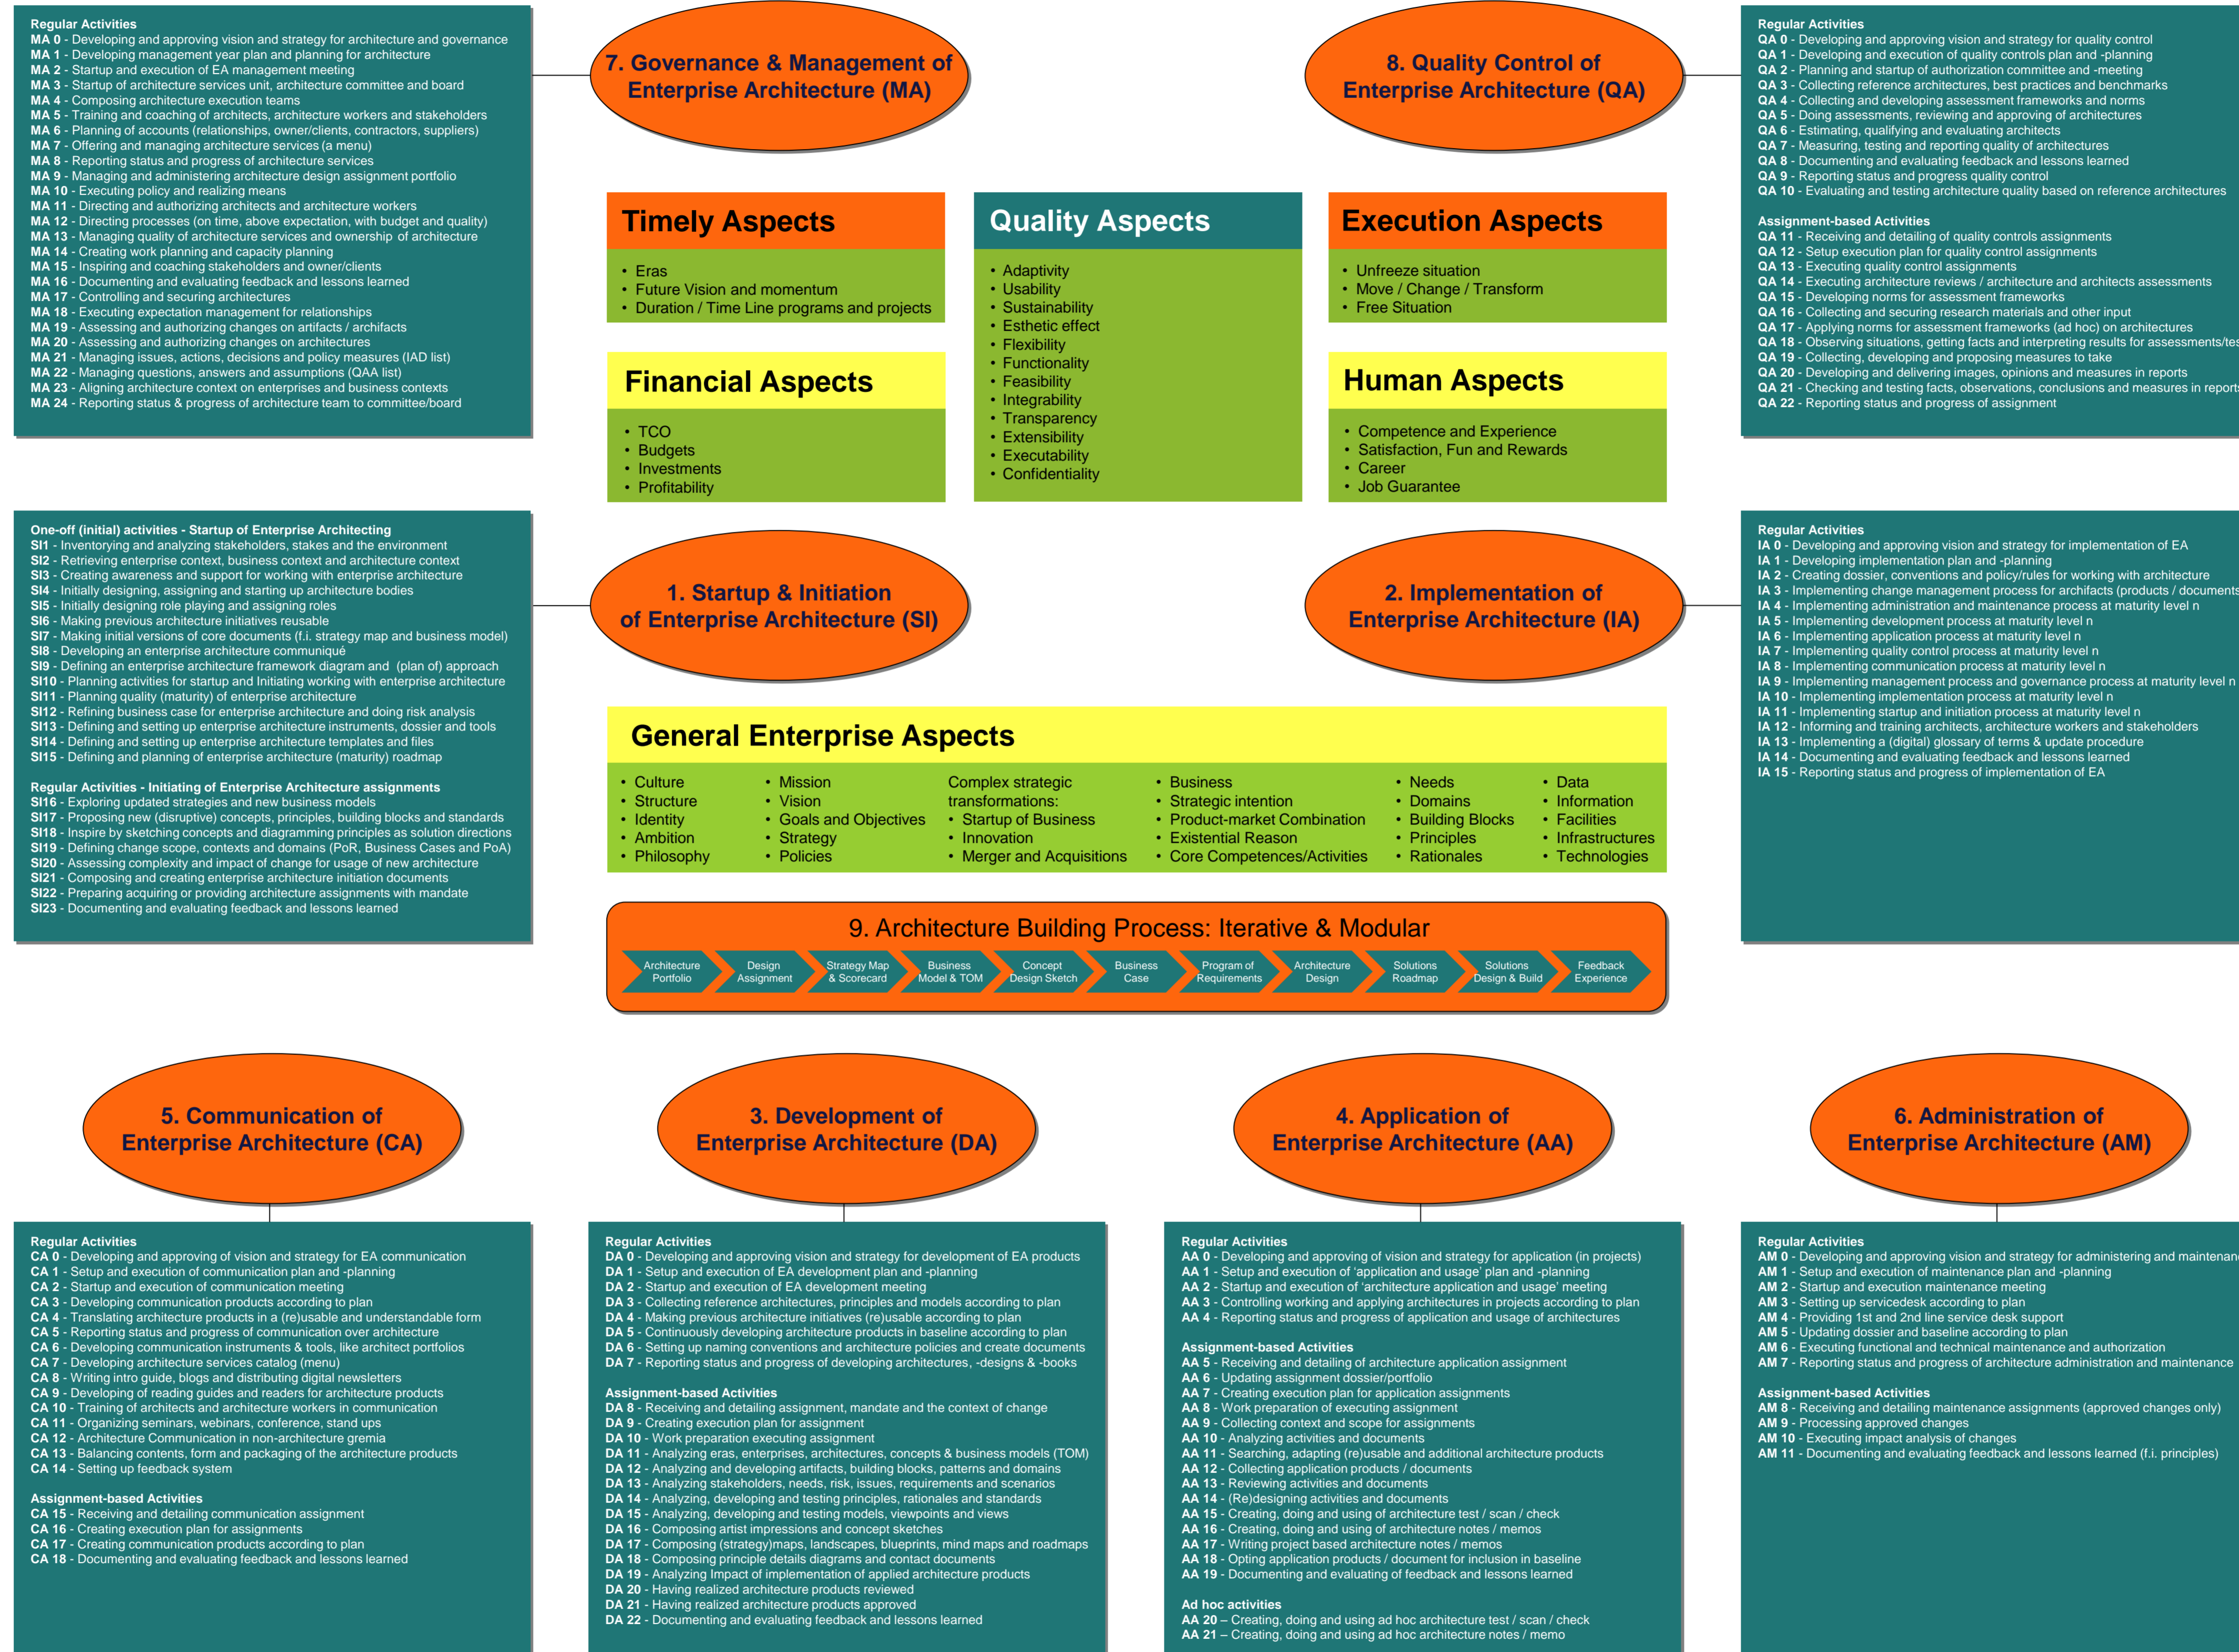 Regular Activities
MA 0 - Developing and approving vision and strategy for architecture and governance
MA 1 - Developing management year plan and planning for architecture
MA 2 - Startup and execution of EA management meeting
MA 3 - Startup of architecture services unit, architecture committee and board
MA 4 - Composing architecture execution teams
MA 5 - Training and coaching of architects, architecture workers and stakeholders
MA 6 - Planning of accounts (relationships, owner/clients, contractors, suppliers)
MA 7 - Offering and managing architecture services (a menu)
MA 8 - Reporting status and progress of architecture services
MA 9 - Managing and administering architecture design assignment portfolio
MA 10 - Executing policy and realizing means
MA 11 - Directing and authorizing architects and architecture workers
MA 12 - Directing processes (on time, above expectation, with budget and quality)
MA 13 - Managing quality of architecture services and ownership of architecture
MA 14 - Creating work planning and capacity planning
MA 15 - Inspiring and coaching stakeholders and owner/clients
MA 16 - Documenting and evaluating feedback and lessons learned
MA 17 - Controlling and securing architectures
MA 18 - Executing expectation management for relationships
MA 19 - Assessing and authorizing changes on artifacts / archifacts
MA 20 - Assessing and authorizing changes on architectures
MA 21 - Managing issues, actions, decisions and policy measures (IAD list)
MA 22 - Managing questions, answers and assumptions (QAA list)
MA 23 - Aligning architecture context on enterprises and business contexts
MA 24 - Reporting status & progress of architecture team to committee/board
7. Governance & Management of
Enterprise Architecture (MA)
8. Quality Control of
Enterprise Architecture (QA)
Regular Activities
QA 0 - Developing and approving vision and strategy for quality control
QA 1 - Developing and execution of quality controls plan and -planning
QA 2 - Planning and startup of authorization committee and -meeting
QA 3 - Collecting reference architectures, best practices and benchmarks
QA 4 - Collecting and developing assessment frameworks and norms
QA 5 - Doing assessments, reviewing and approving of architectures
QA 6 - Estimating, qualifying and evaluating architects
QA 7 - Measuring, testing and reporting quality of architectures
QA 8 - Documenting and evaluating feedback and lessons learned
QA 9 - Reporting status and progress quality control
QA 10 - Evaluating and testing architecture quality based on reference architectures
Assignment-based Activities
QA 11 - Receiving and detailing of quality controls assignments
QA 12 - Setup execution plan for quality control assignments
QA 13 - Executing quality control assignments
QA 14 - Executing architecture reviews / architecture and architects assessments
QA 15 - Developing norms for assessment frameworks
QA 16 - Collecting and securing research materials and other input
QA 17 - Applying norms for assessment frameworks (ad hoc) on architectures
QA 18 - Observing situations, getting facts and interpreting results for
QA 19 - Collecting, developing and proposing measures to take
QA 20 - Developing and delivering images, opinions and measures in reports
QA 21 - Checking and testing facts, observations, conclusions and measures in reports
QA 22 - Reporting status and progress of assignment
Timely Aspects
• Eras
• Future Vision and momentum
• Duration / Time Line programs and projects
Quality Aspects
• Adaptivity
• Usability
• Sustainability
• Esthetic effect
• Flexibility
• Functionality
• Feasibility
• Integrability
• Transparency
• Extensibility
• Executability
• Confidentiality
Execution Aspects
• Unfreeze situation
• Move / Change / Transform
• Free Situation
Financial Aspects
• TCO
• Budgets
• Investments
• Profitability
Human Aspects
• Competence and Experience
• Satisfaction, Fun and Rewards
• Career
• Job Guarantee
One-off (initial) activities - Startup of Enterprise Architecting
SI1 - Inventorying and analyzing stakeholders, stakes and the environment
SI2 - Retrieving enterprise context, business context and architecture context
SI3 - Creating awareness and support for working with enterprise architecture
SI4 - Initially designing, assigning and starting up architecture bodies
SI5 - Initially designing role playing and assigning roles
SI6 - Making previous architecture initiatives reusable
SI7 - Making initial versions of core documents (f.i. strategy map and business model)
SI8 - Developing an enterprise architecture communiqué
SI9 - Defining an enterprise architecture framework diagram and (plan of) approach
SI10 - Planning activities for startup and Initiating working with enterprise architecture
SI11 - Planning quality (maturity) of enterprise architecture
SI12 - Refining business case for enterprise architecture and doing risk analysis
SI13 - Defining and setting up enterprise architecture instruments, dossier and tools
SI14 - Defining and setting up enterprise architecture templates and files
SI15 - Defining and planning of enterprise architecture (maturity) roadmap
Regular Activities - Initiating of Enterprise Architecture assignments
SI16 - Exploring updated strategies and new business models
SI17 - Proposing new (disruptive) concepts, principles, building blocks and standards
SI18 - Inspire by sketching concepts and diagramming principles as solution directions
SI19 - Defining change scope, contexts and domains (PoR, Business Cases and PoA)
SI20 - Assessing complexity and impact of change for usage of new architecture
SI21 - Composing and creating enterprise architecture initiation documents
SI22 - Preparing acquiring or providing architecture assignments with mandate
SI23 - Documenting and evaluating feedback and lessons learned
1. Startup & Initiation
of Enterprise Architecture (SI)
2. Implementation of
Enterprise Architecture (IA)
Regular Activities
IA 0 - Developing and approving vision and strategy for implementation of EA
IA 1 - Developing implementation plan and -planning
IA 2 - Creating dossier, conventions and policy/rules for working with architecture
IA 3 - Implementing change management process for archifacts (products / documents
IA 4 - Implementing administration and maintenance process at maturity level n
IA 5 - Implementing development process at maturity level n
IA 6 - Implementing application process at maturity level n
IA 7 - Implementing quality control process at maturity level n
IA 8 - Implementing communication process at maturity level n
IA 9 - Implementing management process and governance process at maturity level n
IA 10 - Implementing implementation process at maturity level n
IA 11 - Implementing startup and initiation process at maturity level n
IA 12 - Informing and training architects, architecture workers and stakeholders
IA 13 - Implementing a (digital) glossary of terms & update procedure
IA 14 - Documenting and evaluating feedback and lessons learned
IA 15 - Reporting status and progress of implementation of EA
General Enterprise Aspects
• Culture
• Structure
• Identity
• Ambition
• Philosophy
• Mission
• Vision
• Goals and Objectives
• Strategy
• Policies
Complex strategic
transformations:
• Startup of Business
• Innovation
• Merger and Acquisitions
• Business
• Strategic intention
• Product-market Combination
• Existential Reason
• Core Competences/Activities
• Needs
• Domains
• Building Blocks
• Principles
• Rationales
• Data
• Information
• Facilities
• Infrastructures
• Technologies
9. Architecture Building Process: Iterative & Modular
Architecture
Portfolio
Design
Assignment
Strategy Map
& Scorecard
Business
Model & TOM
Concept
Design Sketch
Business
Case
Program of
Requirements
Architecture
Design
Solutions
Roadmap
Solutions
Design & Build
Feedback
Experience
5. Communication of
Enterprise Architecture (CA)
3. Development of
Enterprise Architecture (DA)
4. Application of
Enterprise Architecture (AA)
6. Administration of
Enterprise Architecture (AM)
Regular Activities
CA 0 - Developing and approving of vision and strategy for EA communication
CA 1 - Setup and execution of communication plan and -planning
CA 2 - Startup and execution of communication meeting
CA 3 - Developing communication products according to plan
CA 4 - Translating architecture products in a (re)usable and understandable form
CA 5 - Reporting status and progress of communication over architecture
CA 6 - Developing communication instruments & tools, like architect portfolios
CA 7 - Developing architecture services catalog (menu)
CA 8 - Writing intro guide, blogs and distributing digital newsletters
CA 9 - Developing of reading guides and readers for architecture products
CA 10 - Training of architects and architecture workers in communication
CA 11 - Organizing seminars, webinars, conference, stand ups
CA 12 - Architecture Communication in non-architecture gremia
CA 13 - Balancing contents, form and packaging of the architecture products
CA 14 - Setting up feedback system
Assignment-based Activities
CA 15 - Receiving and detailing communication assignment
CA 16 - Creating execution plan for assignments
CA 17 - Creating communication products according to plan
CA 18 - Documenting and evaluating feedback and lessons learned
Regular Activities
DA 0 - Developing and approving vision and strategy for development of EA products
DA 1 - Setup and execution of EA development plan and -planning
DA 2 - Startup and execution of EA development meeting
DA 3 - Collecting reference architectures, principles and models according to plan
DA 4 - Making previous architecture initiatives (re)usable according to plan
DA 5 - Continuously developing architecture products in baseline according to plan
DA 6 - Setting up naming conventions and architecture policies and create documents
DA 7 - Reporting status and progress of developing architectures, -designs & -books
Assignment-based Activities
DA 8 - Receiving and detailing assignment, mandate and the context of change
DA 9 - Creating execution plan for assignment
DA 10 - Work preparation executing assignment
DA 11 - Analyzing eras, enterprises, architectures, concepts & business models (TOM)
DA 12 - Analyzing and developing artifacts, building blocks, patterns and domains
DA 13 - Analyzing stakeholders, needs, risk, issues, requirements and scenarios
DA 14 - Analyzing, developing and testing principles, rationales and standards
DA 15 - Analyzing, developing and testing models, viewpoints and views
DA 16 - Composing artist impressions and concept sketches
DA 17 - Composing (strategy)maps, landscapes, blueprints, mind maps and roadmaps
DA 18 - Composing principle details diagrams and contact documents
DA 19 - Analyzing Impact of implementation of applied architecture products
DA 20 - Having realized architecture products reviewed
DA 21 - Having realized architecture products approved
DA 22 - Documenting and evaluating feedback and lessons learned
Regular Activities
AA 0 - Developing and approving of vision and strategy for application (in projects)
AA 1 - Setup and execution of ‘application and usage’ plan and -planning
AA 2 - Startup and execution of ‘architecture application and usage’ meeting
AA 3 - Controlling working and applying architectures in projects according to plan
AA 4 - Reporting status and progress of application and usage of architectures
Assignment-based Activities
AA 5 - Receiving and detailing of architecture application assignment
AA 6 - Updating assignment dossier/portfolio
AA 7 - Creating execution plan for application assignments
AA 8 - Work preparation of executing assignment
AA 9 - Collecting context and scope for assignments
AA 10 - Analyzing activities and documents
AA 11 - Searching, adapting (re)usable and additional architecture products
AA 12 - Collecting application products / documents
AA 13 - Reviewing activities and documents
AA 14 - (Re)designing activities and documents
AA 15 - Creating, doing and using of architecture test / scan / check
AA 16 - Creating, doing and using of architecture notes / memos
AA 17 - Writing project based architecture notes / memos
AA 18 - Opting application products / document for inclusion in baseline
AA 19 - Documenting and evaluating of feedback and lessons learned
Ad hoc activities
AA 20 – Creating, doing and using ad hoc architecture test / scan / check
AA 21 – Creating, doing and using ad hoc architecture notes / memo
Regular Activities
AM 0 - Developing and approving vision and strategy for administering and
AM 1 - Setup and execution of maintenance plan and -planning
AM 2 - Startup and execution maintenance meeting
AM 3 - Setting up servicedesk according to plan
AM 4 - Providing 1st and 2nd line service desk support
AM 5 - Updating dossier and baseline according to plan
AM 6 - Executing functional and technical maintenance and authorization
AM 7 - Reporting status and progress of architecture administration and maintenance
Assignment-based Activities
AM 8 - Receiving and detailing maintenance assignments (approved changes only)
AM 9 - Processing approved changes
AM 10 - Executing impact analysis of changes
AM 11 - Documenting and evaluating feedback and lessons learned (f.i. principles)